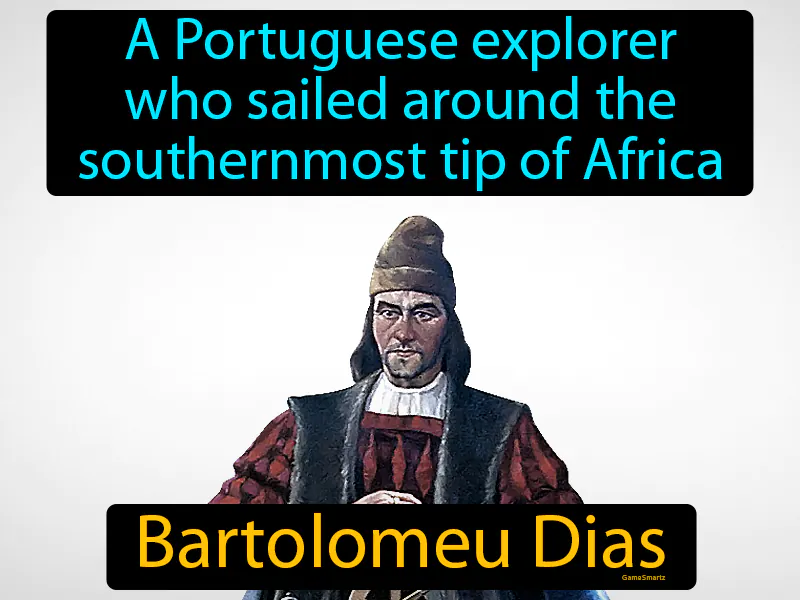 A Portuguese explorer
who sailed around the
southernmost tip of Africa
Bartolomeu Dias
GameSmartz